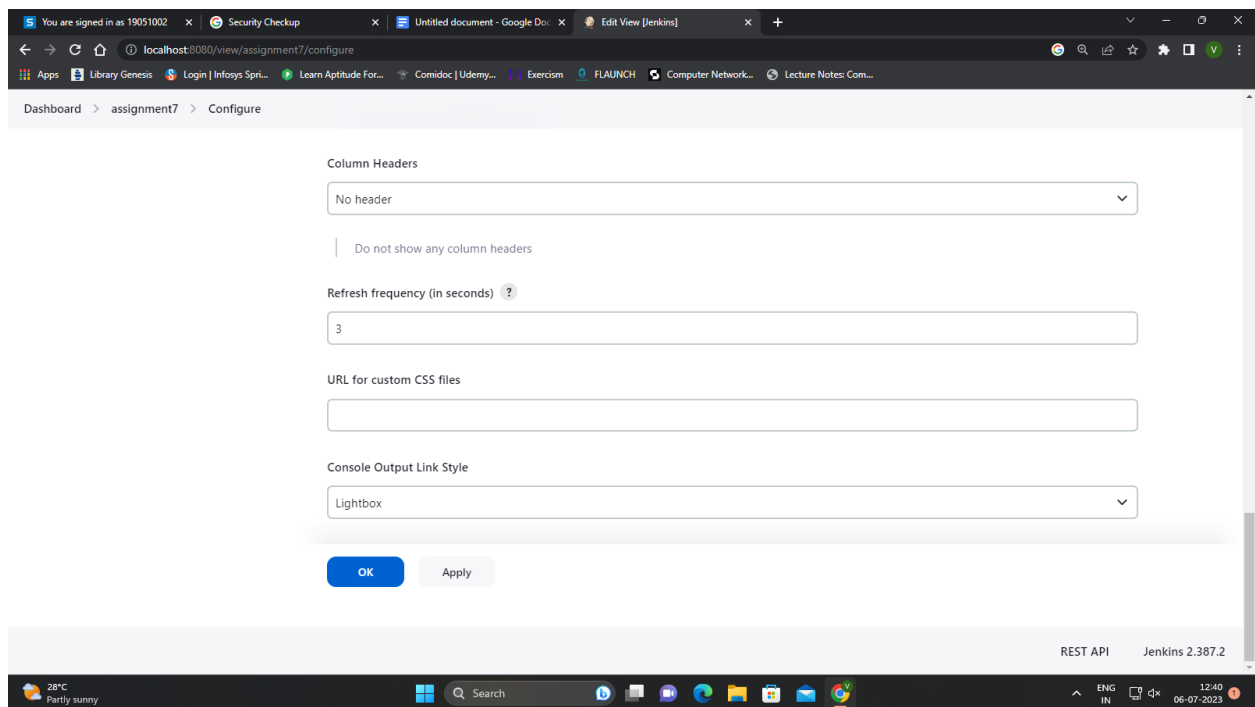 You are signed in as 19051002
Security Checkup
Untitled document - Google Doc
Edit View [Jenkins]
localhost:8080/view/assignment7/configure
Apps Library Genesis Login | Infosys Spri... Learn Aptitude For... Comidoc | Udemy... Exercism FLAUNCH Computer Network... Lecture Notes: Com...
Dashboard > assignment7 > Configure
Column Headers
No header
Do not show any column headers
Refresh frequency (in seconds) ?
3
URL for custom CSS files
Console Output Link Style
Lightbox
OK Apply
REST API Jenkins 2.387.2
28°C
Partly sunny
Search
ENG
IN
12:40
06-07-2023
1